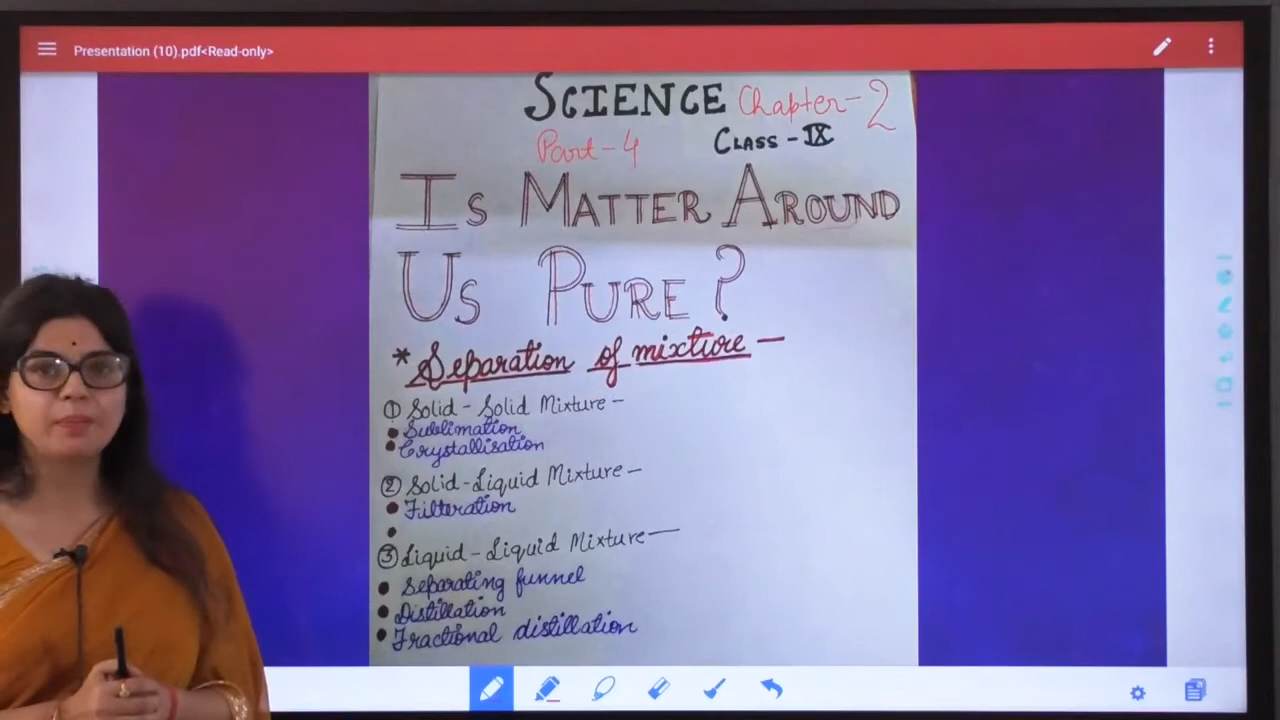 Presentation (10).pdf<Read-only>
SCIENCE Chapter-2
Part-4 CLASS-IX
IS MATTER AROUND
US PURE?
*Separation of mixture -
① Solid - Solid Mixture -
• Sublimation
• Crystallisation
② Solid-Liquid Mixture -
• Filteration
•
③ Liquid - Liquid Mixture -
• Separating funnel
• Distillation
• Fractional distillation